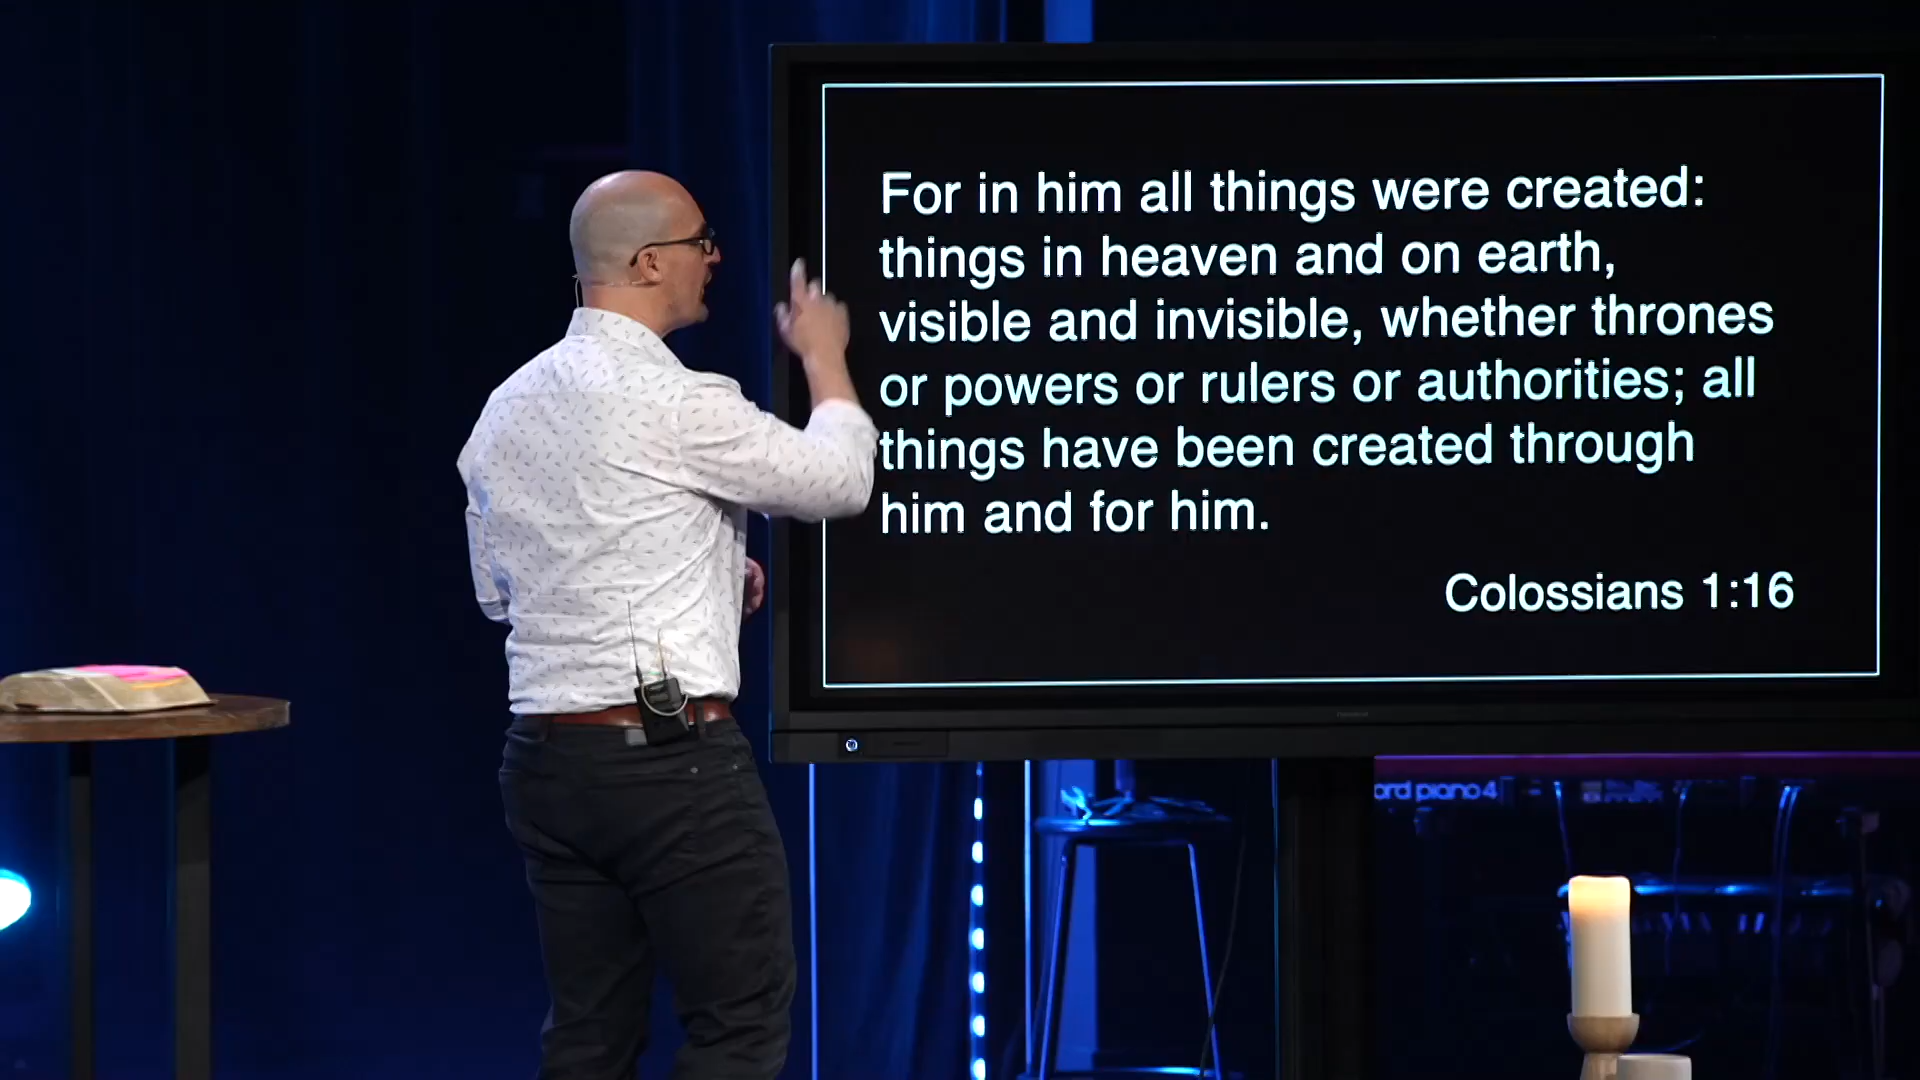 For in him all things were created:
things in heaven and on earth,
visible and invisible, whether thrones
or powers or rulers or authorities; all
things have been created through
him and for him.
Colossians 1:16
ord piano 4